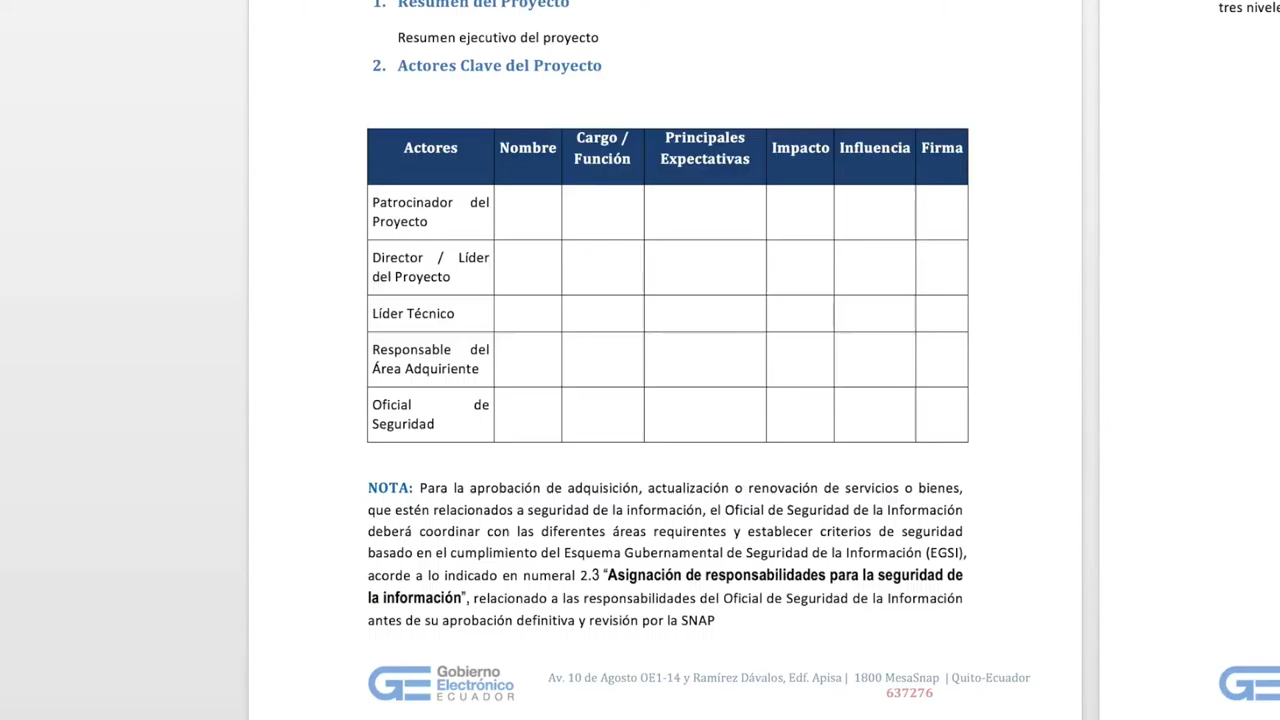 1. Resumen del Proyecto
tres nivele
Resumen ejecutivo del proyecto
2. Actores Clave del Proyecto
Actores Nombre Cargo / Función Principales Expectativas Impacto Influencia Firma
Patrocinador del
Proyecto
Director / Líder
del Proyecto
Líder Técnico
Responsable del
Área Adquiriente
Oficial de
Seguridad
NOTA: Para la aprobación de adquisición, actualización o renovación de servicios o bienes,
que estén relacionados a seguridad de la información, el Oficial de Seguridad de la Información
deberá coordinar con las diferentes áreas requirentes y establecer criterios de seguridad
basado en el cumplimiento del Esquema Gubernamental de Seguridad de la Información (EGSI),
acorde a lo indicado en numeral 2.3 “Asignación de responsabilidades para la seguridad de
la información”, relacionado a las responsabilidades del Oficial de Seguridad de la Información
antes de su aprobación definitiva y revisión por la SNAP
GE Gobierno
Electrónico
ECUADOR
Av. 10 de Agosto OE1-14 y Ramírez Dávalos, Edf. Apisa | 1800 MesaSnap | Quito-Ecuador
637276